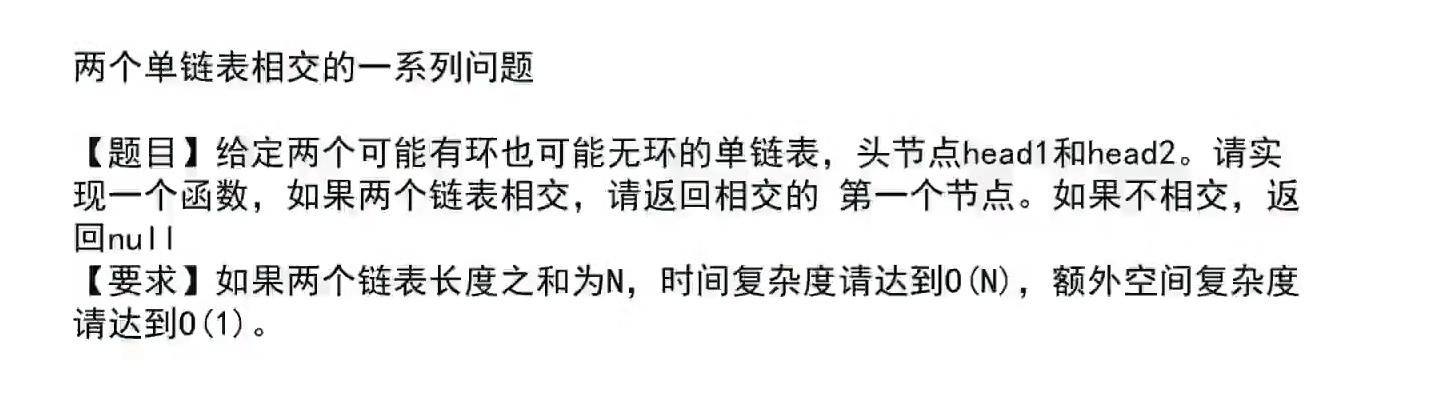 两个单链表相交的一系列问题
【题目】给定两个可能有环也可能无环的单链表，头节点head1和head2。请实
现一个函数，如果两个链表相交，请返回相交的 第一个节点。如果不相交，返
回null
【要求】如果两个链表长度之和为N，时间复杂度请达到O(N)，额外空间复杂度
请达到O(1)。